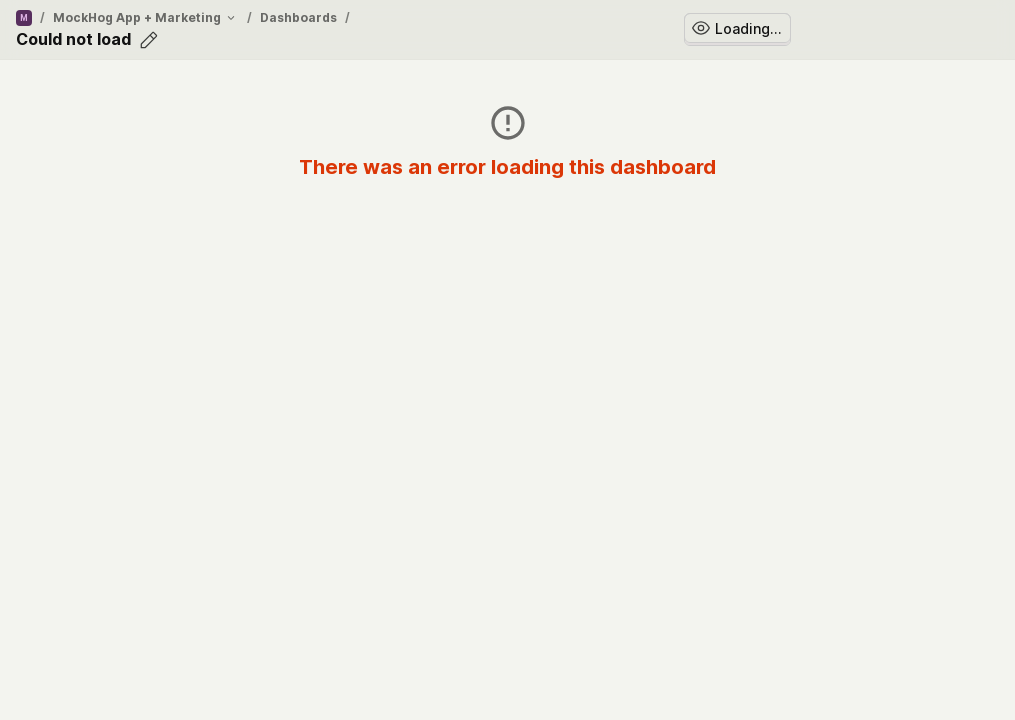 M / MockHog App + Marketing / Dashboards /
Could not load
Loading...
There was an error loading this dashboard